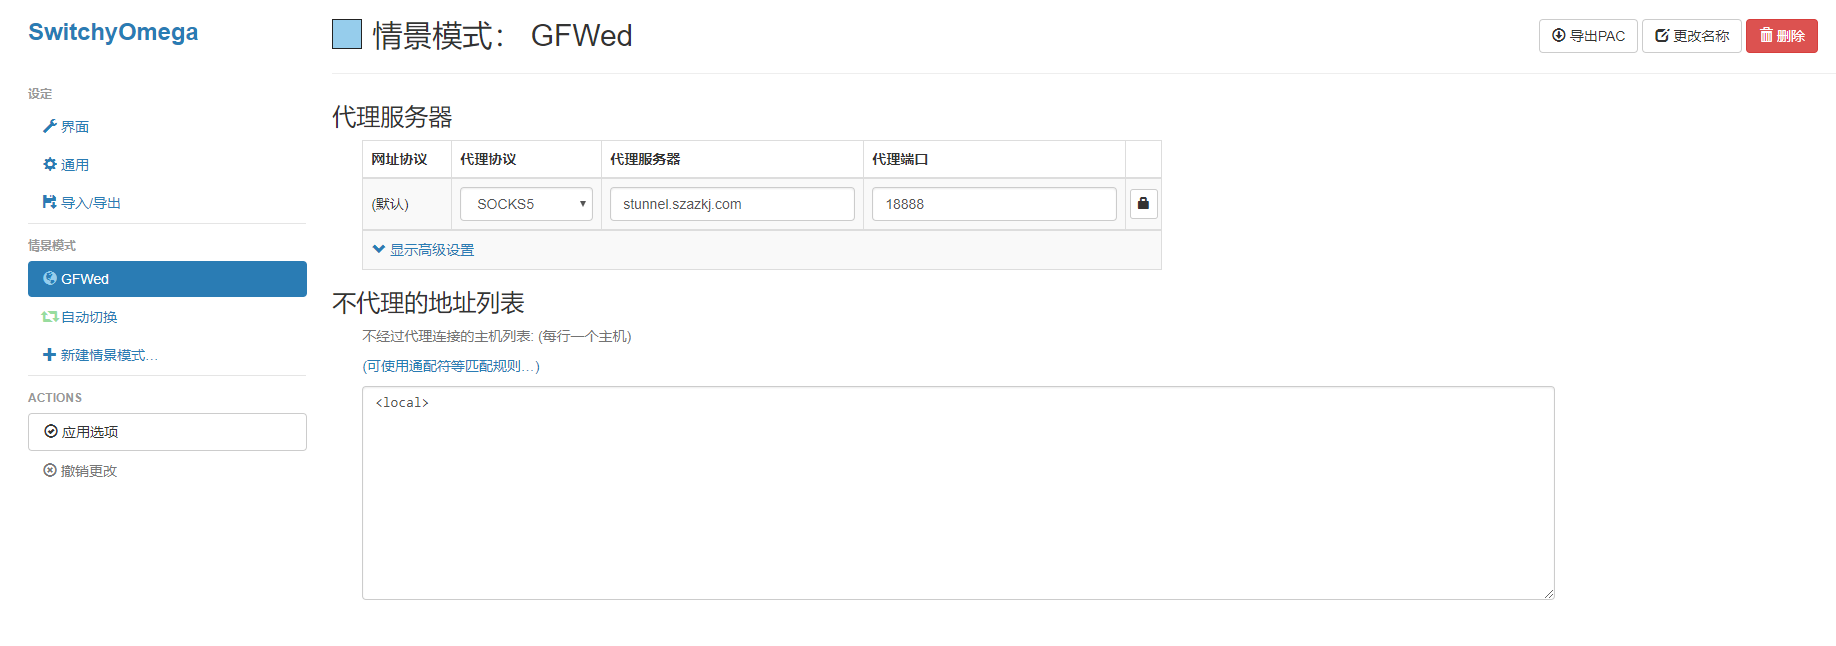 SwitchyOmega
设定
界面
通用
导入/导出
情景模式
GFWed
自动切换
新建情景模式…
ACTIONS
应用选项
撤销更改
情景模式： GFWed
导出PAC
更改名称
删除
代理服务器
网址协议 代理协议 代理服务器 代理端口
(默认) SOCKS5 stunnel.szazkj.com 18888
显示高级设置
不代理的地址列表
不经过代理连接的主机列表: (每行一个主机)
(可使用通配符等匹配规则…)
<local>